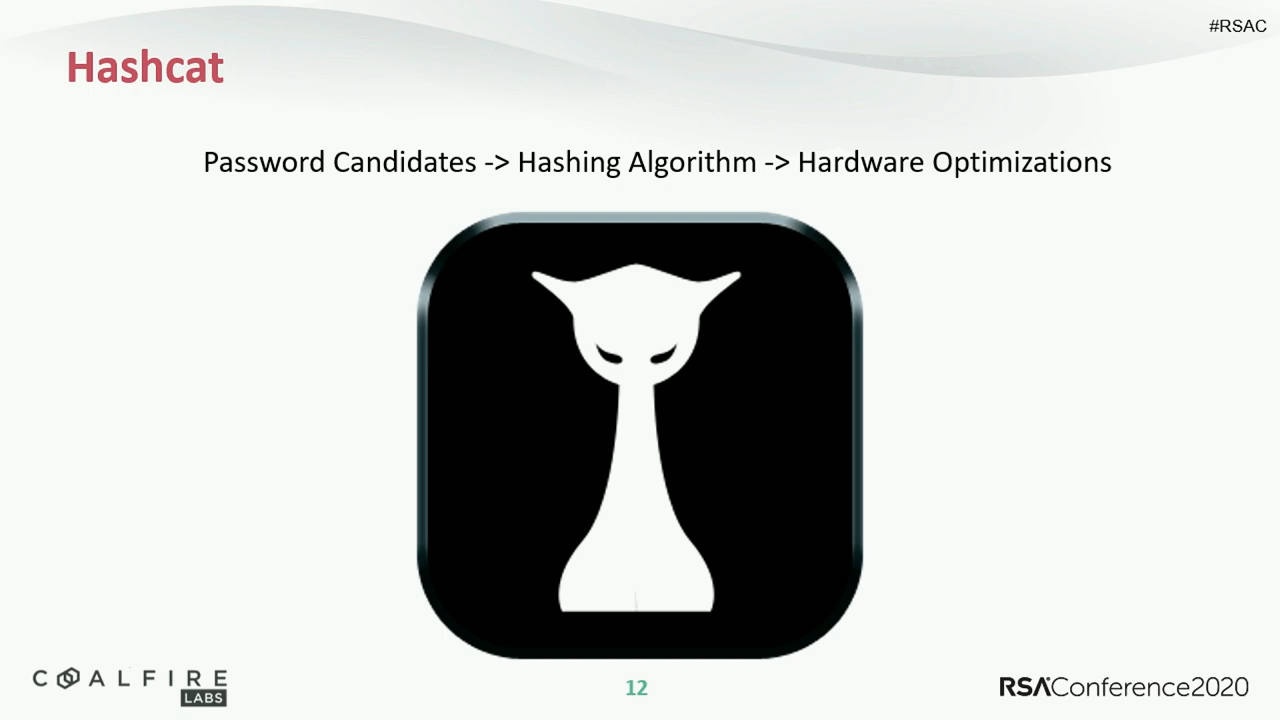 #RSAC
Hashcat
Password Candidates -> Hashing Algorithm -> Hardware Optimizations
COALFIRE
LABS
12
RSAConference2020